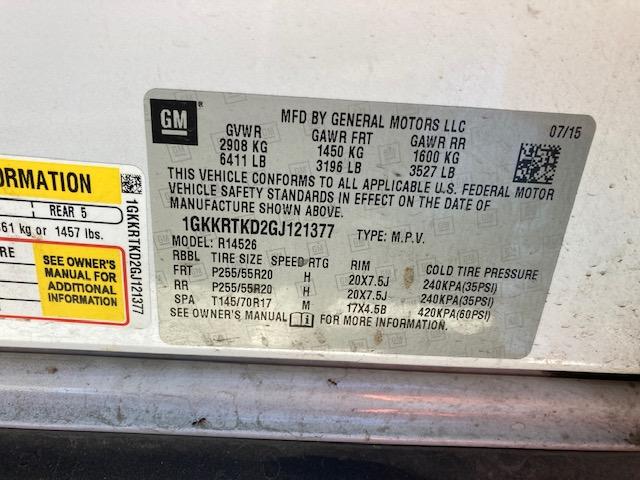 GM
MFD BY GENERAL MOTORS LLC 07/15
GVWR GAWR FRT GAWR RR
2908 KG 1450 KG 1600 KG
6411 LB 3196 LB 3527 LB
THIS VEHICLE CONFORMS TO ALL APPLICABLE U.S. FEDERAL MOTOR
VEHICLE SAFETY STANDARDS IN EFFECT ON THE DATE OF
MANUFACTURE SHOWN ABOVE.
1GKKRTKD2GJ121377 TYPE: M.P.V.
MODEL: R14526
RBBL TIRE SIZE SPEED RTG RIM COLD TIRE PRESSURE
FRT P255/55R20 H 20X7.5J 240KPA(35PSI)
RR P255/55R20 H 20X7.5J 240KPA(35PSI)
SPA T145/70R17 M 17X4.5B 420KPA(60PSI)
SEE OWNER'S MANUAL FOR MORE INFORMATION.
ORMATION
REAR 5
61 kg or 1457 lbs.
RE
SEE OWNER'S
MANUAL FOR
ADDITIONAL
INFORMATION
1GKKRTKD2GJ121377